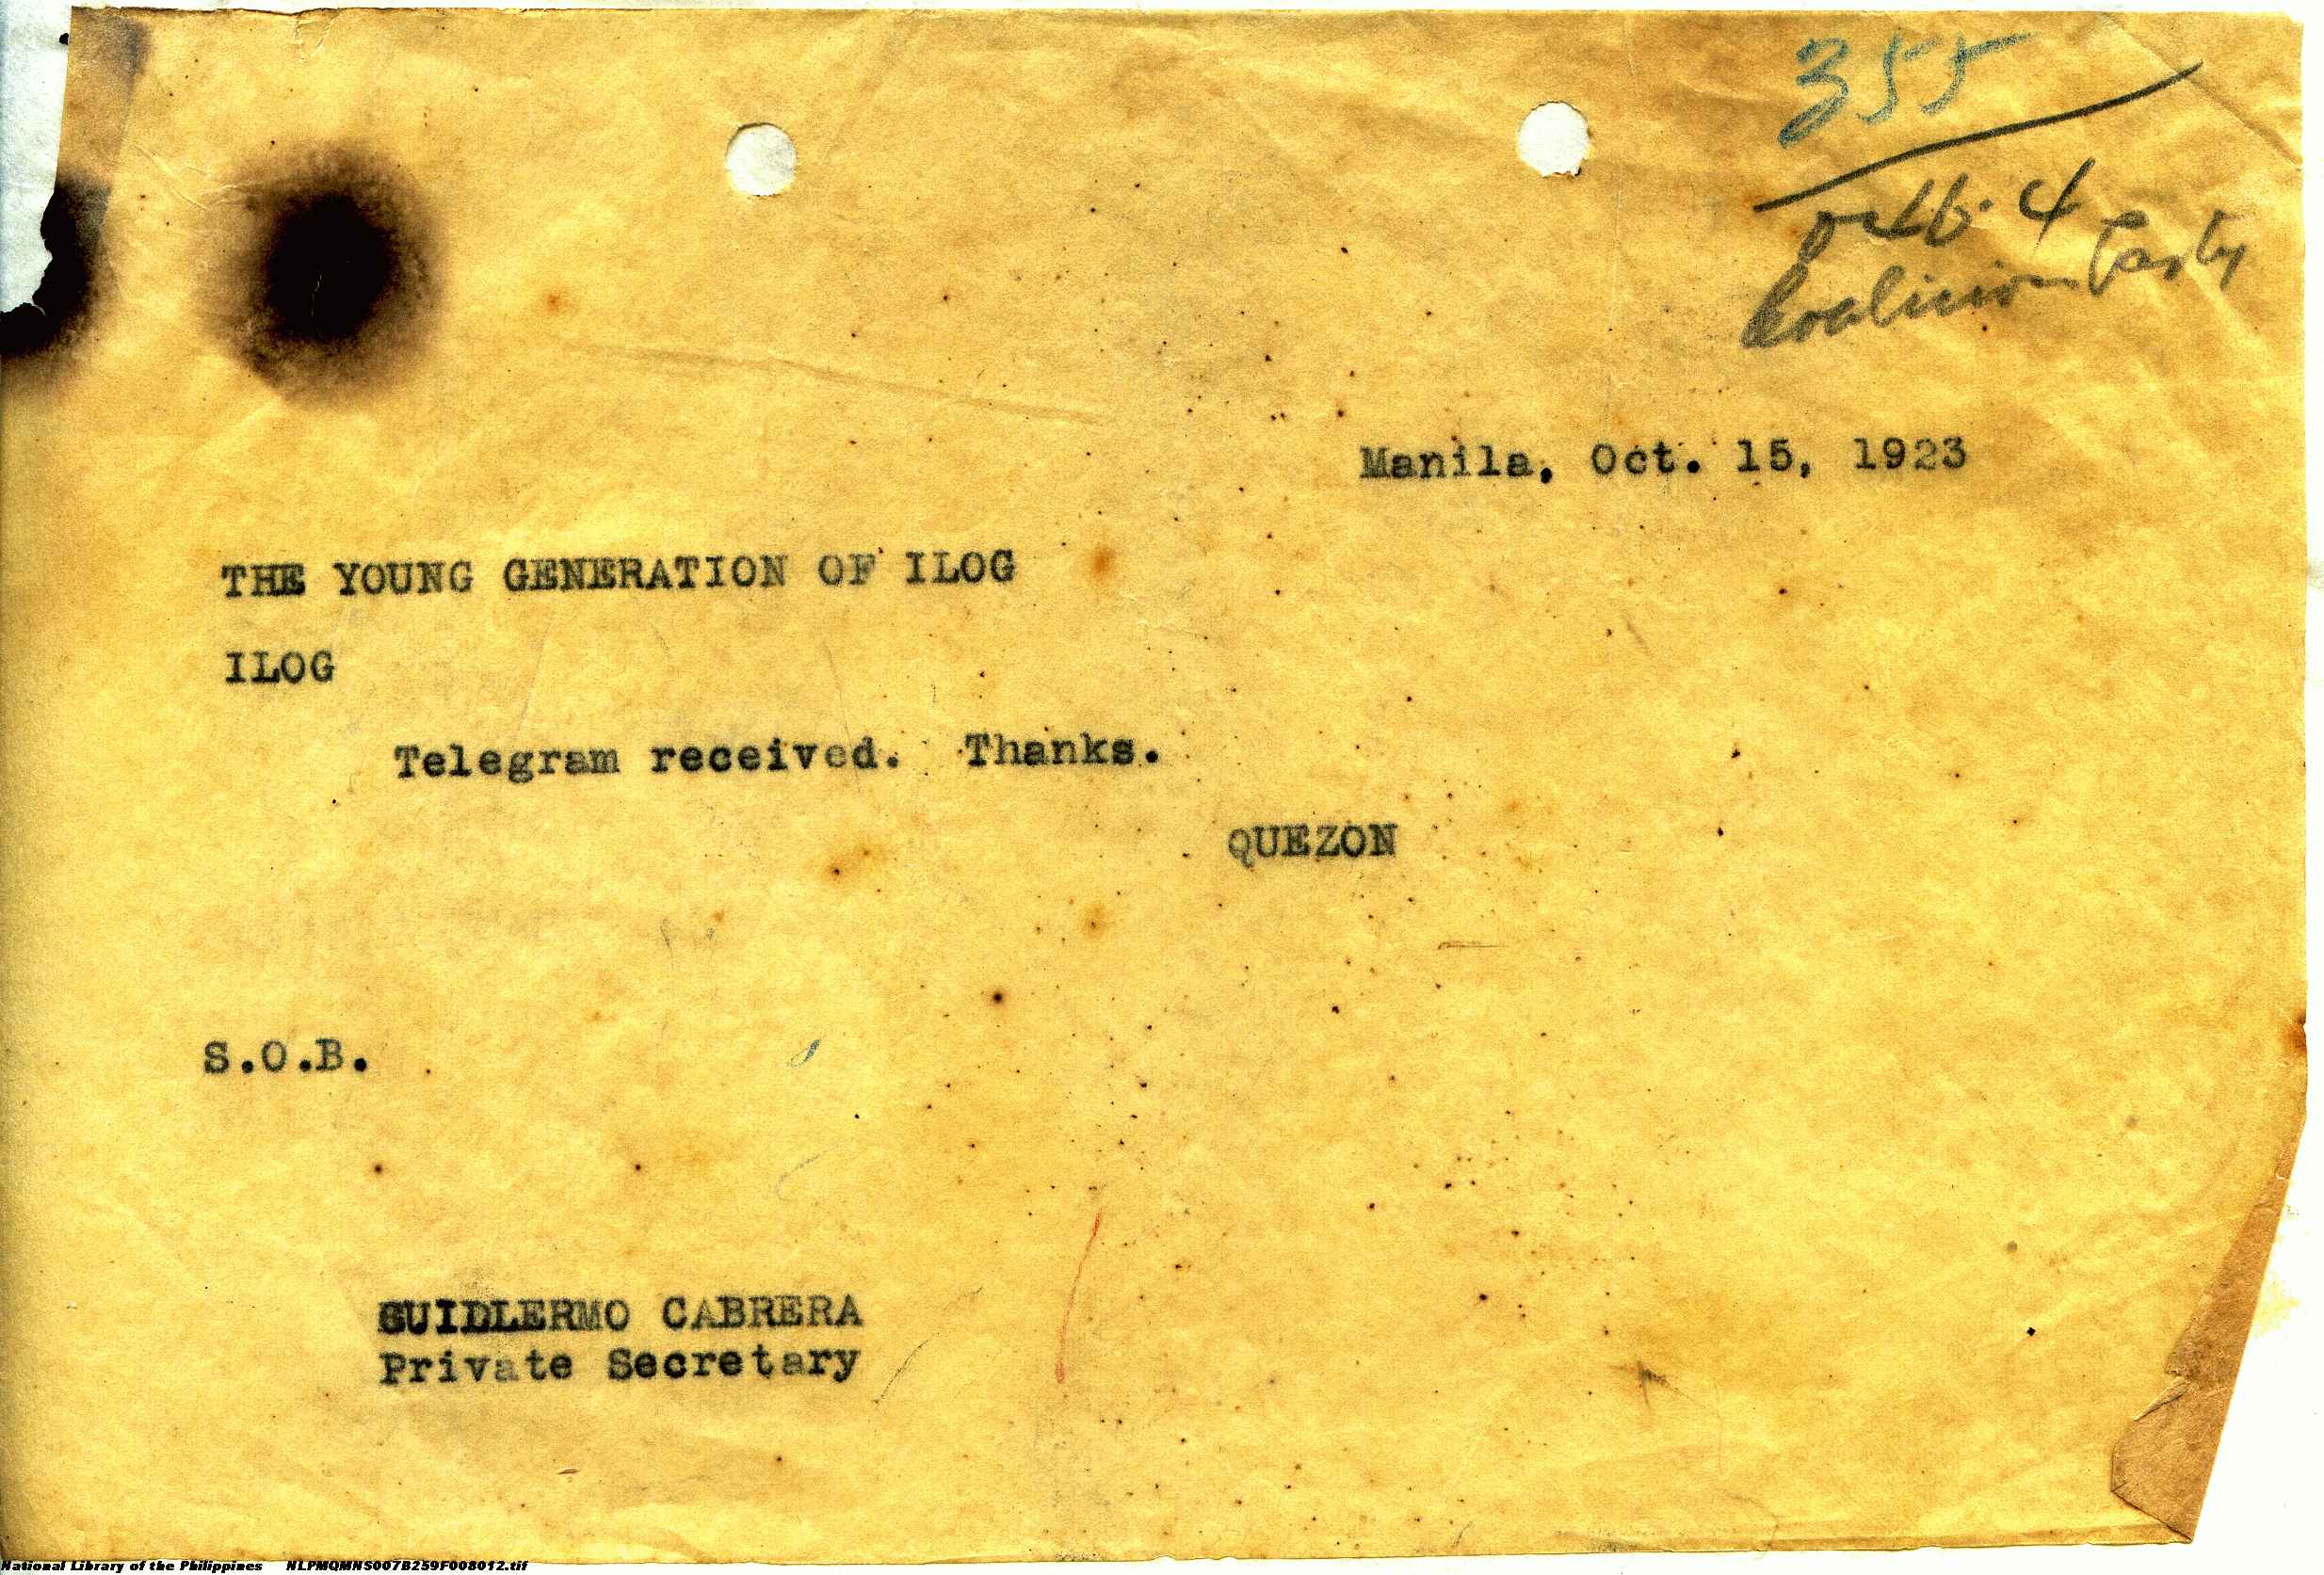 355
Manila, Oct. 15, 1923
THE YOUNG GENERATION OF ILOG
ILOG
Telegram received. Thanks.
QUEZON
S.O.B.
GUIDLERMO CABRERA
Private Secretary
National Library of the Philippines NLPMQMNS007B259F008012.tif